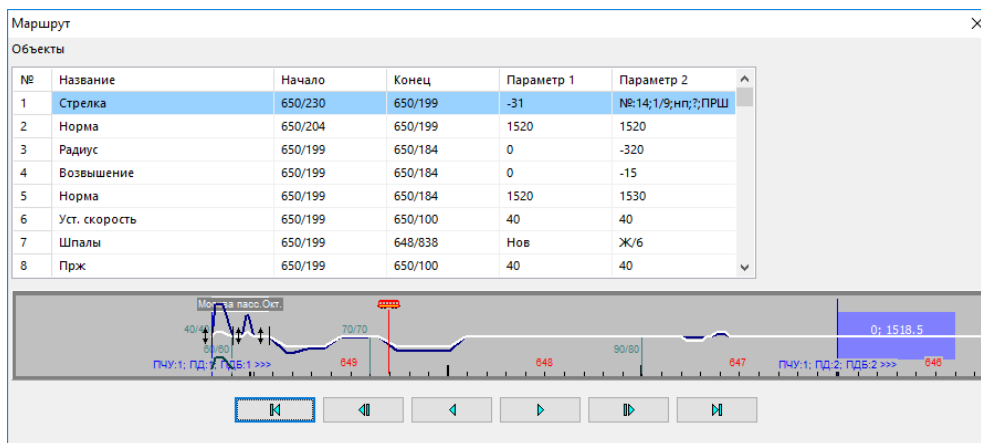 Маршрут
Объекты
№ Название Начало Конец Параметр 1 Параметр 2
1 Стрелка 650/230 650/199 -31 №:14;1/9;нп;?;ПРШ
2 Норма 650/204 650/199 1520 1520
3 Радиус 650/199 650/184 0 -320
4 Возвышение 650/199 650/184 0 -15
5 Норма 650/199 650/184 1520 1530
6 Уст. скорость 650/199 650/100 40 40
7 Шпалы 650/199 648/838 Нов Ж/6
8 Прж 650/199 650/100 40 40
Москва пасс.Окт.
40/40 70/70 0; 1518.5
60/60 90/80
649 648 647 646
ПЧУ:1; ПД:1; ПДБ:1 >>> ПЧУ:1; ПД:2; ПДБ:2 >>>